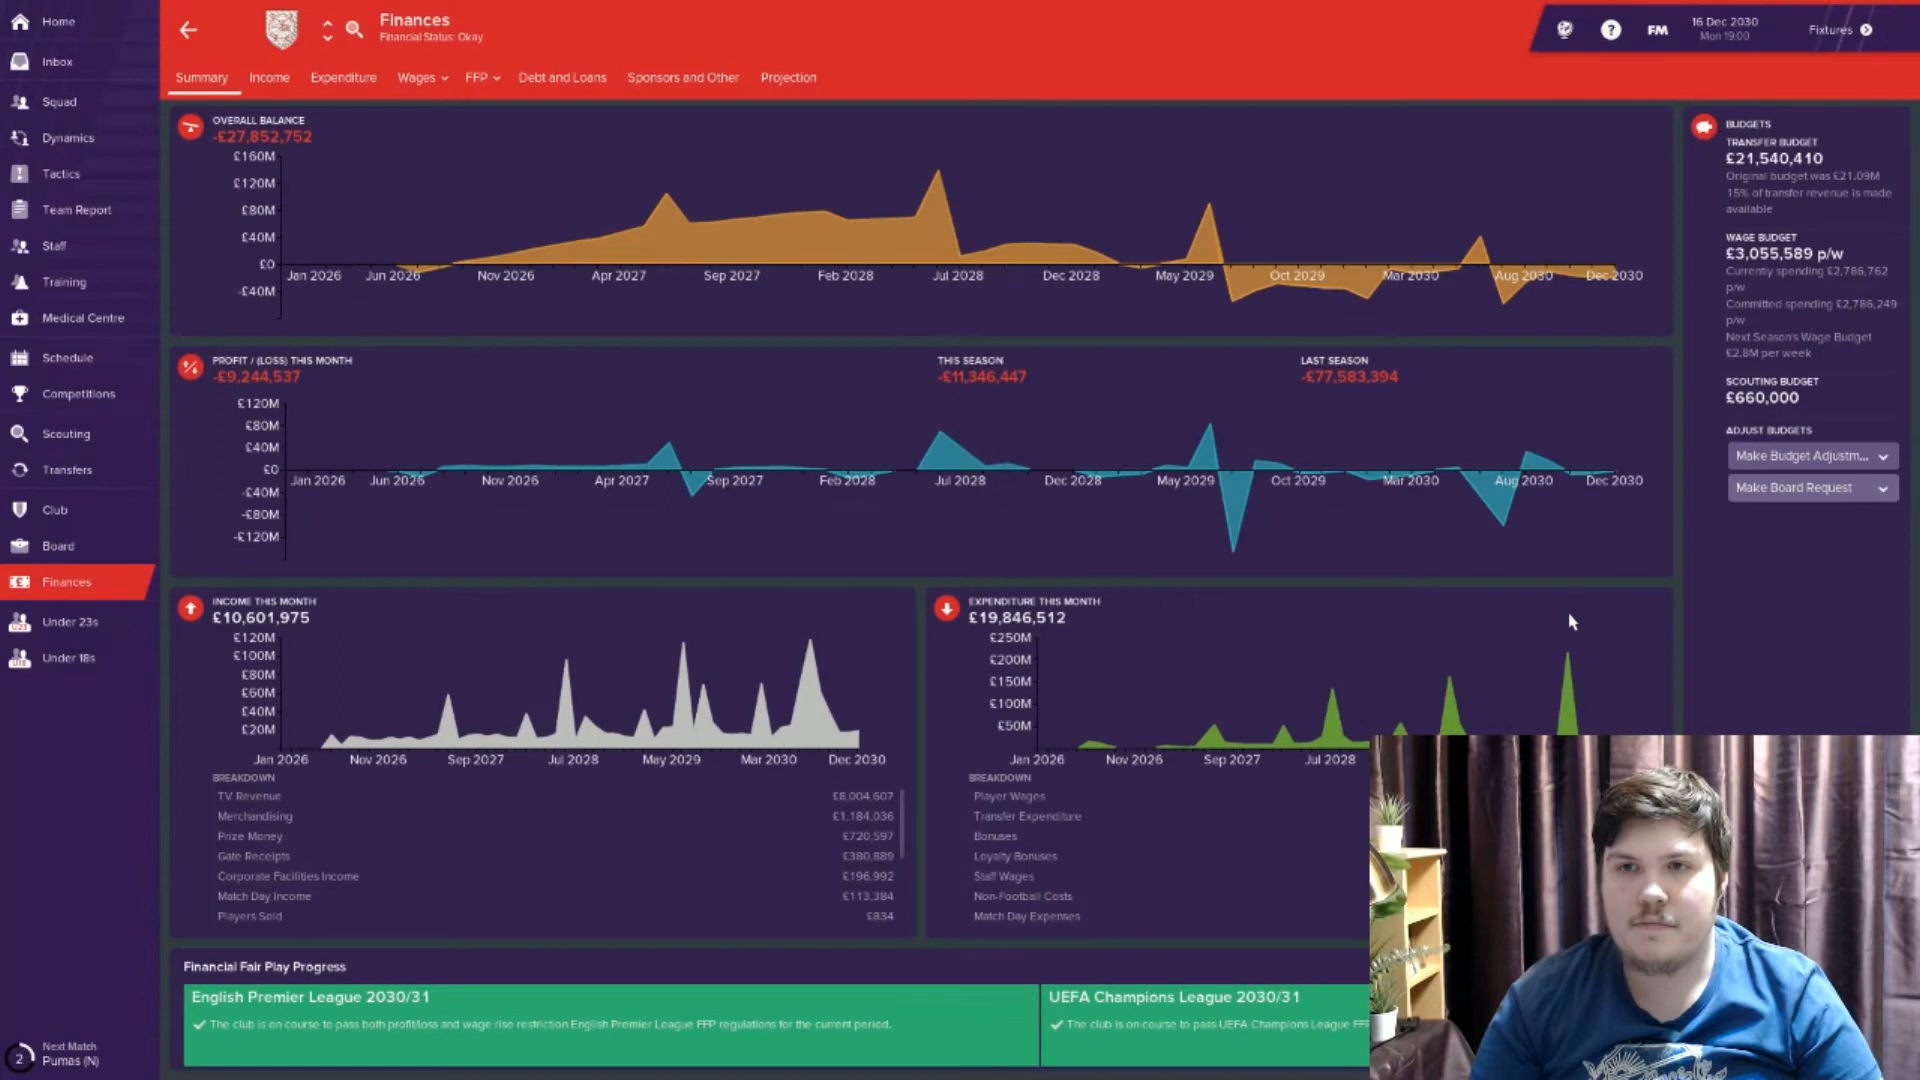 Home
Inbox
Squad
Dynamics
Tactics
Team Report
Staff
Training
Medical Centre
Schedule
Competitions
Scouting
Transfers
Club
Board
Finances
Under 23s
Under 18s
2
Next Match
Pumas (N)
Finances
Financial Status: Okay
?
FM
16 Dec 2030
Mon 19:00
Fixtures
Summary Income Expenditure Wages FFP Debt and Loans Sponsors and Other Projection
OVERALL BALANCE
-£27,852,752
£160M
£120M
£80M
£40M
£0
-£40M
Jan 2026 Jun 2026 Nov 2026 Apr 2027 Sep 2027 Feb 2028 Jul 2028 Dec 2028 May 2029 Oct 2029 Mar 2030 Aug 2030 Dec 2030
PROFIT / (LOSS) THIS MONTH
-£9,244,537
THIS SEASON
-£11,346,447
LAST SEASON
-£77,583,394
£120M
£80M
£40M
£0
-£40M
-£80M
-£120M
Jan 2026 Jun 2026 Nov 2026 Apr 2027 Sep 2027 Feb 2028 Jul 2028 Dec 2028 May 2029 Oct 2029 Mar 2030 Aug 2030 Dec 2030
INCOME THIS MONTH
£10,601,975
£120M
£100M
£80M
£60M
£40M
£20M
Jan 2026 Nov 2026 Sep 2027 Jul 2028 May 2029 Mar 2030 Dec 2030
BREAKDOWN
TV Revenue £8,004,607
Merchandising £1,184,036
Prize Money £720,597
Gate Receipts £380,889
Corporate Facilities Income £196,992
Match Day Income £113,384
Players Sold £834
EXPENDITURE THIS MONTH
£19,846,512
£250M
£200M
£150M
£100M
£50M
Jan 2026 Nov 2026 Sep 2027 Jul 2028
BREAKDOWN
Player Wages
Transfer Expenditure
Bonuses
Loyalty Bonuses
Staff Wages
Non-Football Costs
Match Day Expenses
BUDGETS
TRANSFER BUDGET
£21,540,410
Original budget was £21.09M
15% of transfer revenue is made
available
WAGE BUDGET
£3,055,589 p/w
Currently spending £2,786,762
p/w
Committed spending £2,786,249
p/w
Next Season's Wage Budget
£2.8M per week
SCOUTING BUDGET
£660,000
ADJUST BUDGETS
Make Budget Adjustm...
Make Board Request
Financial Fair Play Progress
English Premier League 2030/31
The club is on course to pass both profit/loss and wage rise restriction English Premier League FFP regulations for the current period.
UEFA Champions League 2030/31
The club is on course to pass UEFA Champions League